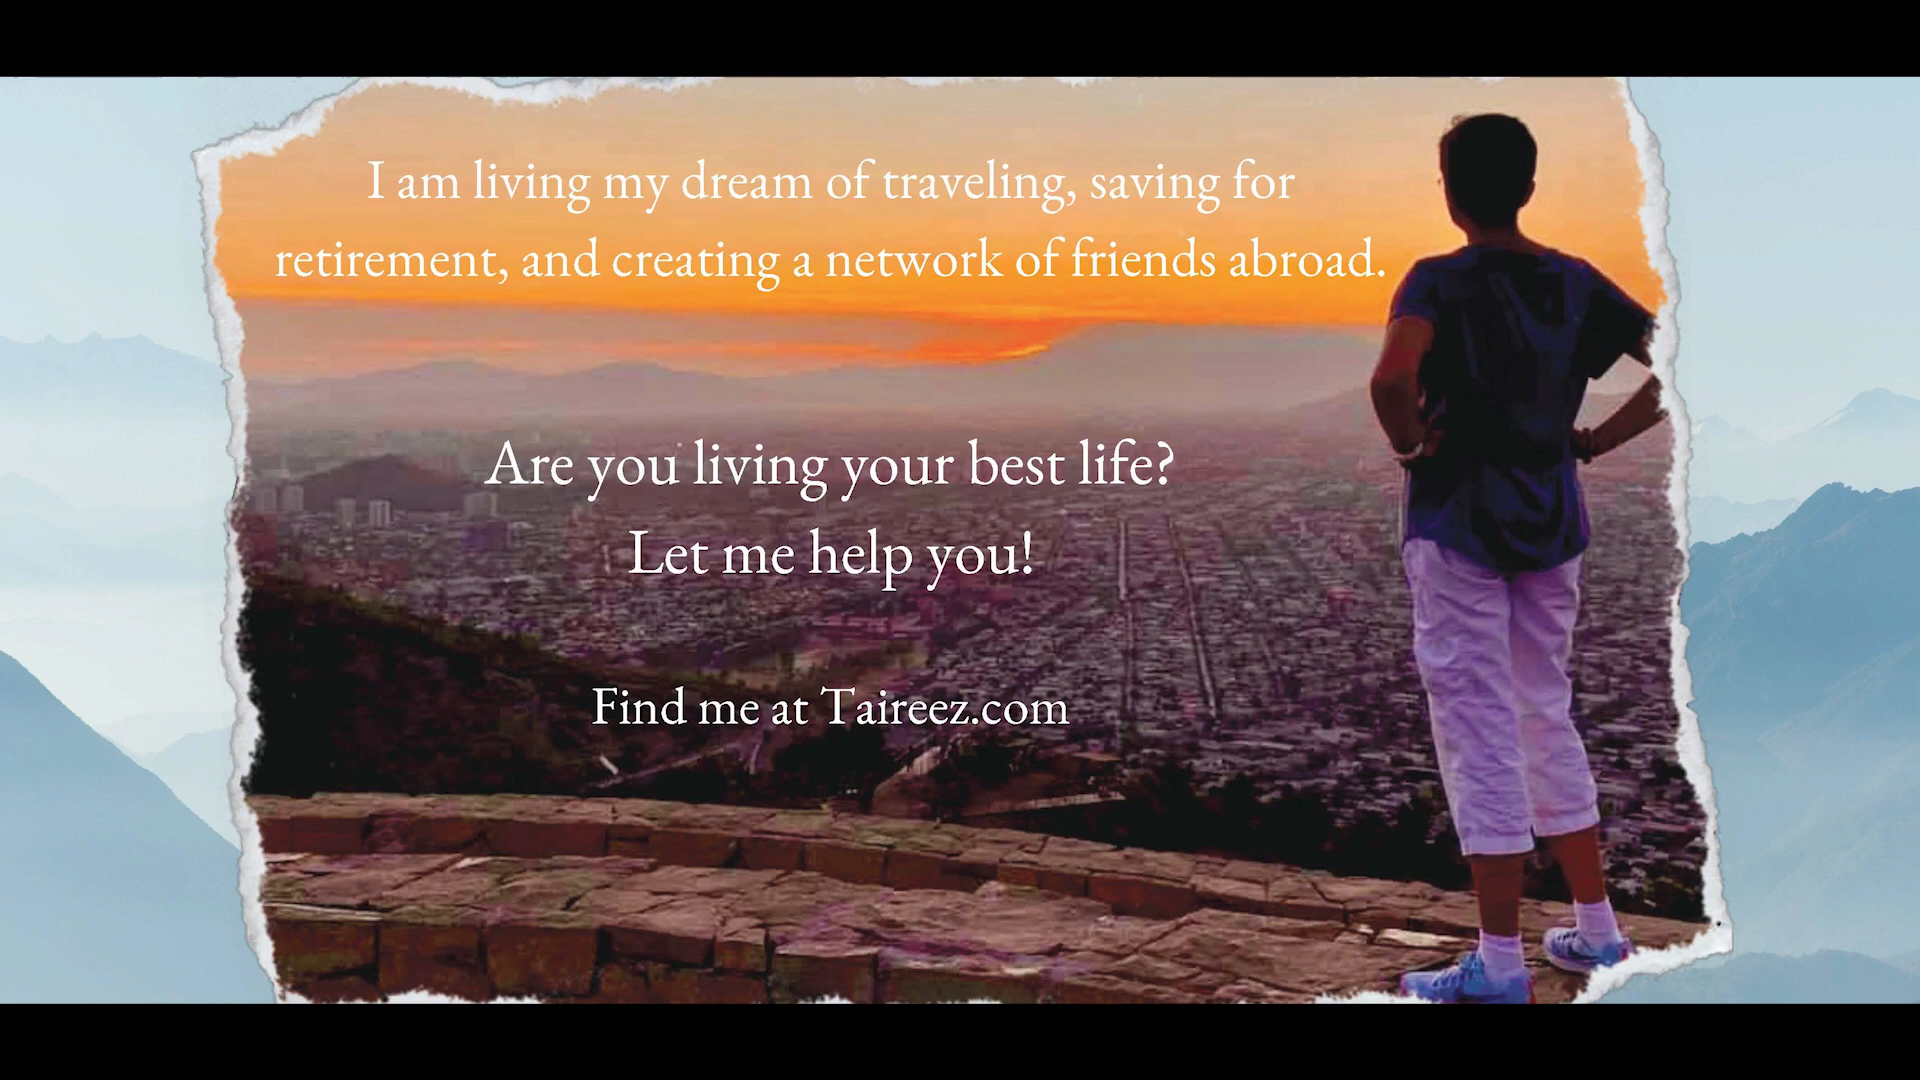 I am living my dream of traveling, saving for
retirement, and creating a network of friends abroad.
Are you living your best life?
Let me help you!
Find me at Taireez.com